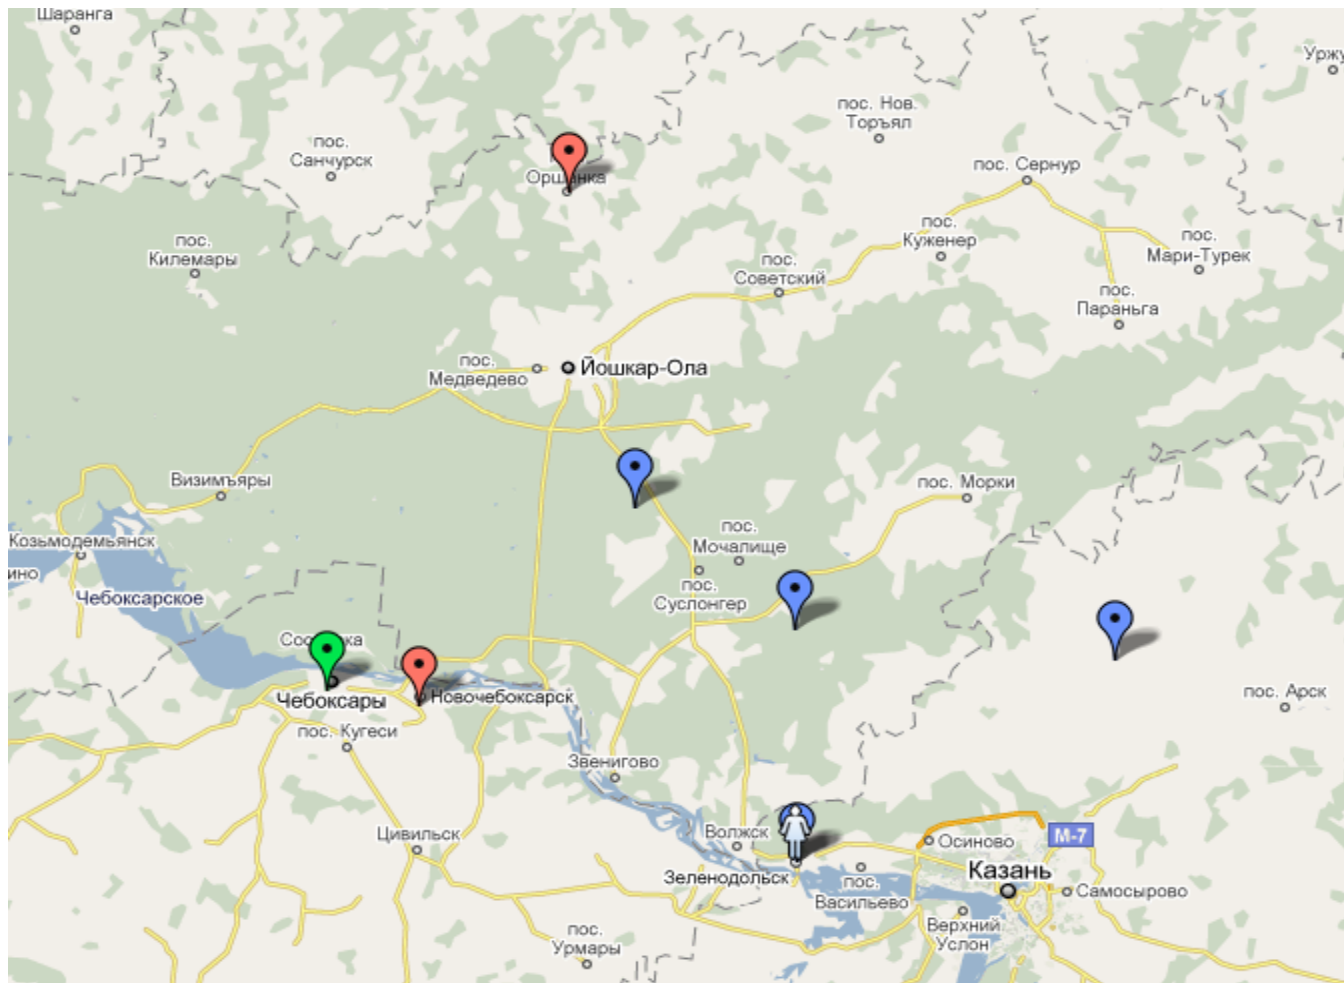 Шаранга
Уржу
пос. Нов.
Торъял
пос.
Санчурск
пос. Сернур
Оршанка
пос.
Куженер
пос.
Килемары
пос.
Мари-Турек
пос.
Советский
пос.
Параньга
пос.
Медведево
Йошкар-Ола
Визимъяры
пос. Морки
Козьмодемьянск
пос.
Мочалище
ино
пос.
Суслонгер
Чебоксарское
пос. Арск
Чебоксары
Новочебоксарск
пос. Кугеси
Звенигово
Цивильск
Волжск
М-7
Осиново
Зеленодольск
Казань
пос.
Васильево
Самосырово
Верхний
Услон
пос.
Урмары